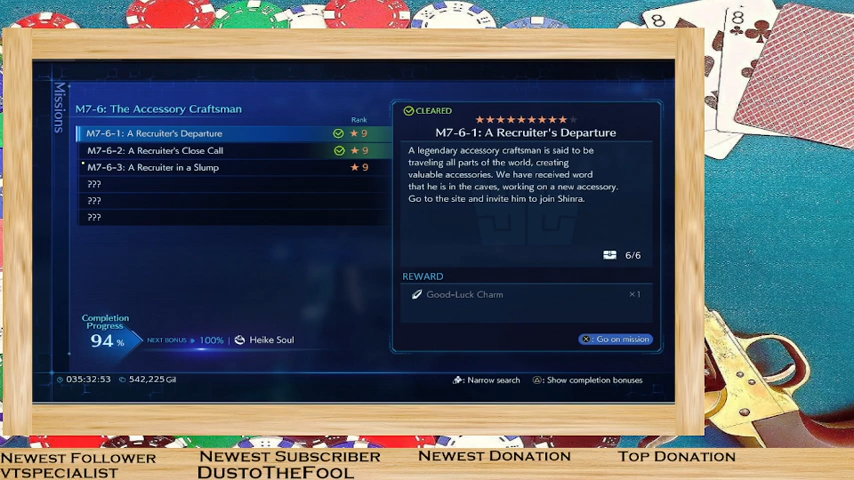 8
8
Missions
M7-6: The Accessory Craftsman
Rank
M7-6-1: A Recruiter's Departure ★ 9
M7-6-2: A Recruiter's Close Call ★ 9
M7-6-3: A Recruiter in a Slump ★ 9
???
???
???
Completion
Progress
94 %
NEXT BONUS 100% | Heike Soul
035:32:53 542,225 Gil
CLEARED
★★★★★★★★★★
M7-6-1: A Recruiter's Departure
A legendary accessory craftsman is said to be
traveling all parts of the world, creating
valuable accessories. We have received word
that he is in the caves, working on a new accessory.
Go to the site and invite him to join Shinra.
6/6
REWARD
Good-Luck Charm ×1
: Go on mission
: Narrow search : Show completion bonuses
Newest Follower
vtspecialist
Newest Subscriber
DustoTheFool
Newest Donation
Top Donation